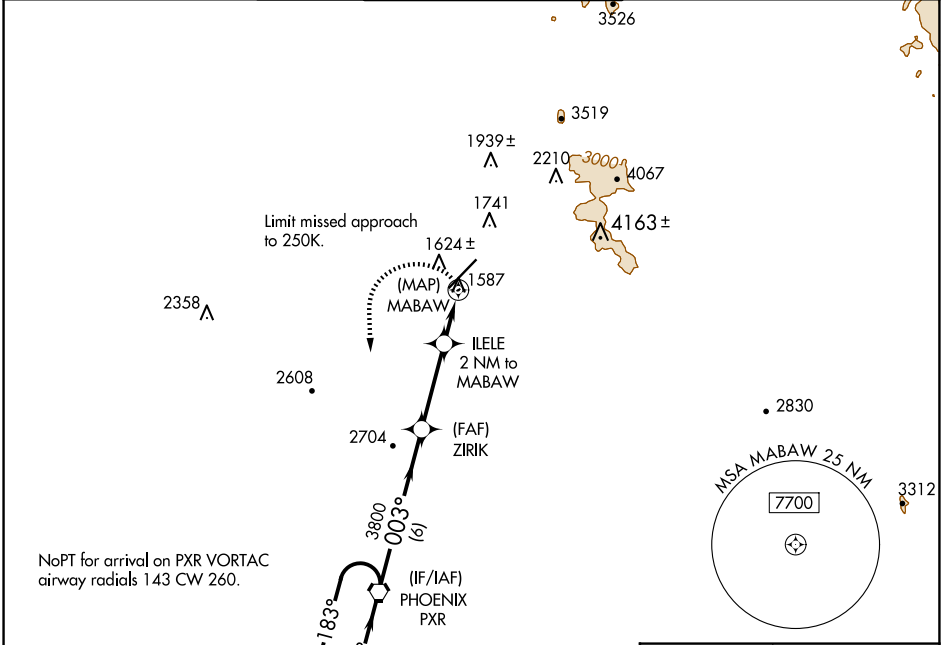 3526
3519
1939 ±
2210
3000
4067
1741
Limit missed approach
to 250K.
4163 ±
1624 ±
(MAP)
MABAW
1587
2358
ILELE
2 NM to
MABAW
2608
2830
(FAF)
ZIRIK
2704
MSA MABAW 25 NM
7700
3312
3800
003°
(6)
NoPT for arrival on PXR VORTAC
airway radials 143 CW 260.
(IF/IAF)
PHOENIX
PXR
183°